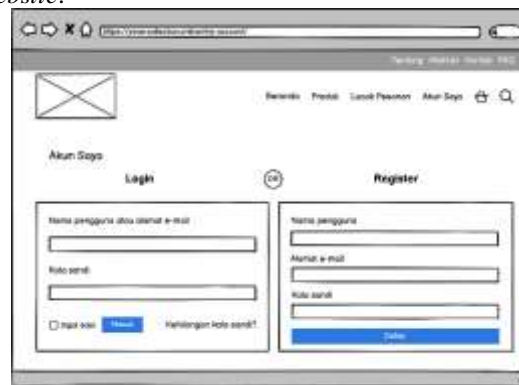 website.
Tentang Alamat Kontak FAQ
Beranda Produk Lacak Pesanan Akun Saya
Akun Saya
Login
OR
Register
Nama pengguna atau alamat e-mail
Kata sandi
Ingat saya
Masuk
Kehilangan kata sandi?
Nama pengguna
Alamat e-mail
Kata sandi
Daftar